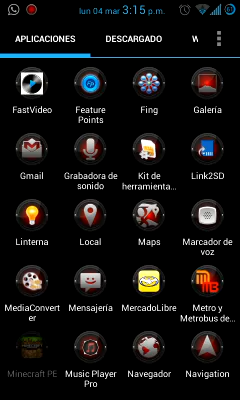 lun 04 mar 3:15 p.m.
APLICACIONES DESCARGADO W
FastVideo Feature Points Fing Galería
Gmail Grabadora de sonido Kit de herramienta... Link2SD
Linterna Local Maps Marcador de voz
MediaConverter Mensajería MercadoLibre Metro y Metrobus de...
Minecraft PE Music Player Pro Navegador Navigation